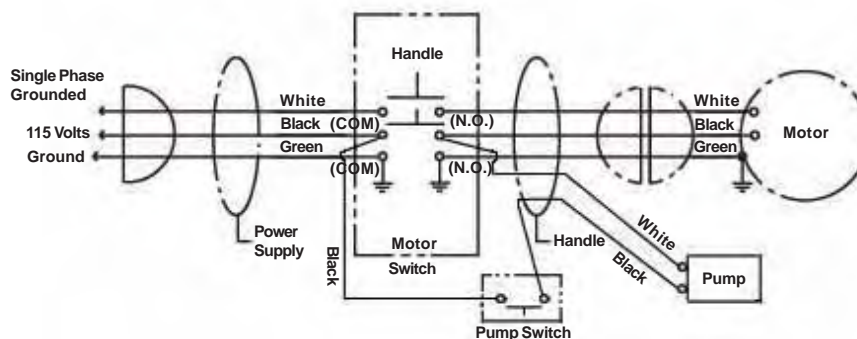 Handle
Single Phase
Grounded
White
White
115 Volts
Black
(COM)
(N.O.)
Black
Motor
Ground
Green
(COM)
(N.O.)
Green
Power
Supply
Black
Motor
Switch
Handle
White
Black
Pump
Pump Switch